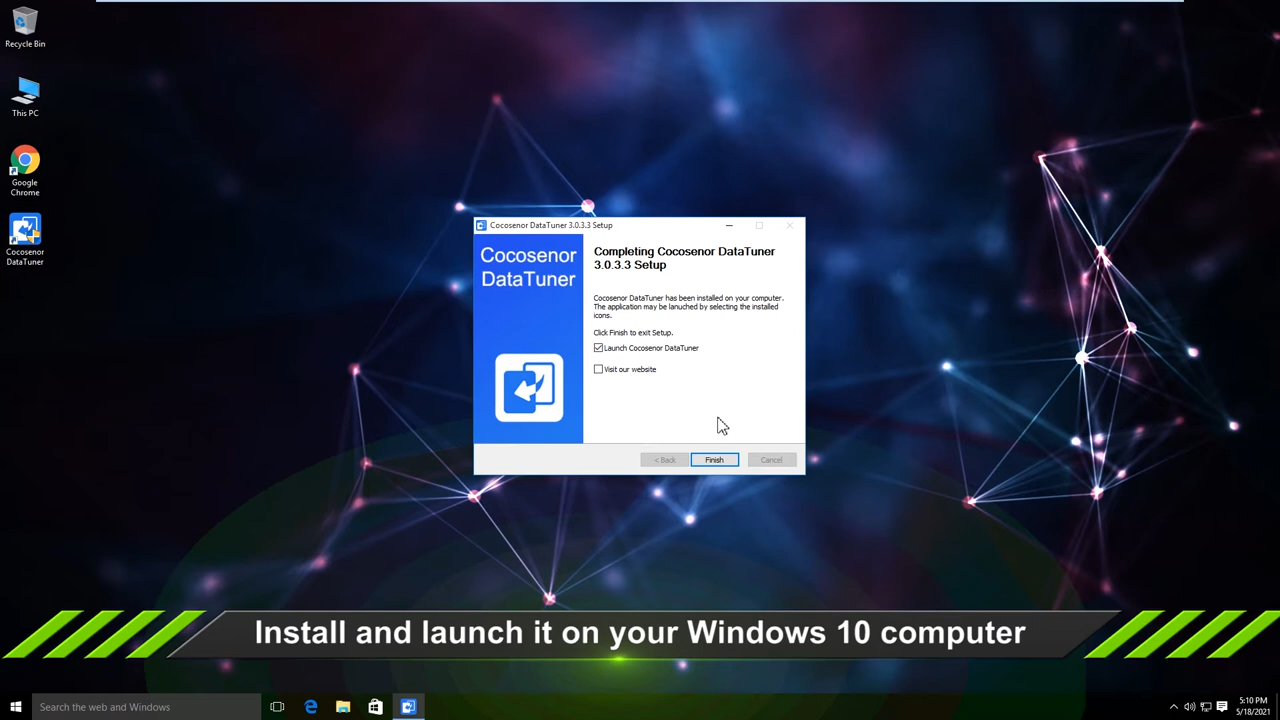 Recycle Bin
This PC
Google
Chrome
Cocosenor
DataTuner
Cocosenor DataTuner 3.0.3.3 Setup
Cocosenor
DataTuner
Completing Cocosenor DataTuner
3.0.3.3 Setup
Cocosenor DataTuner has been installed on your computer.
The application may be lanuched by selecting the installed
icons.
Click Finish to exit Setup.
Launch Cocosenor DataTuner
Visit our website
< Back
Finish
Cancel
Install and launch it on your Windows 10 computer
Search the web and Windows
5:10 PM
5/18/2021